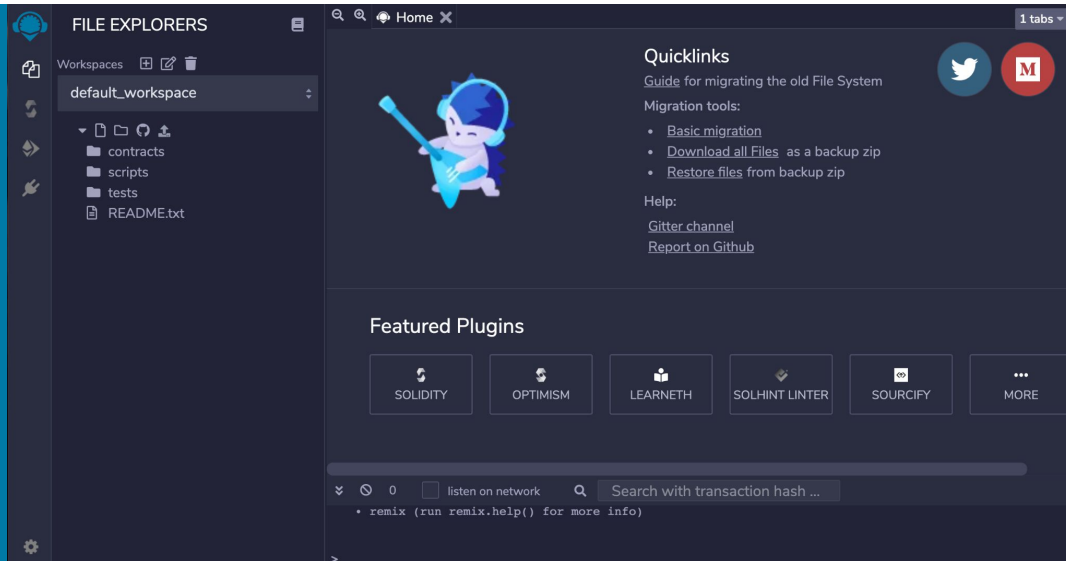 FILE EXPLORERS
Workspaces
default_workspace
contracts
scripts
tests
README.txt
Home
1 tabs
Quicklinks
Guide for migrating the old File System
Migration tools:
• Basic migration
• Download all Files as a backup zip
• Restore files from backup zip
Help:
Gitter channel
Report on Github
M
Featured Plugins
SOLIDITY
OPTIMISM
LEARNETH
SOLHINT LINTER
SOURCIFY
MORE
0 listen on network Search with transaction hash ...
• remix (run remix.help() for more info)
>